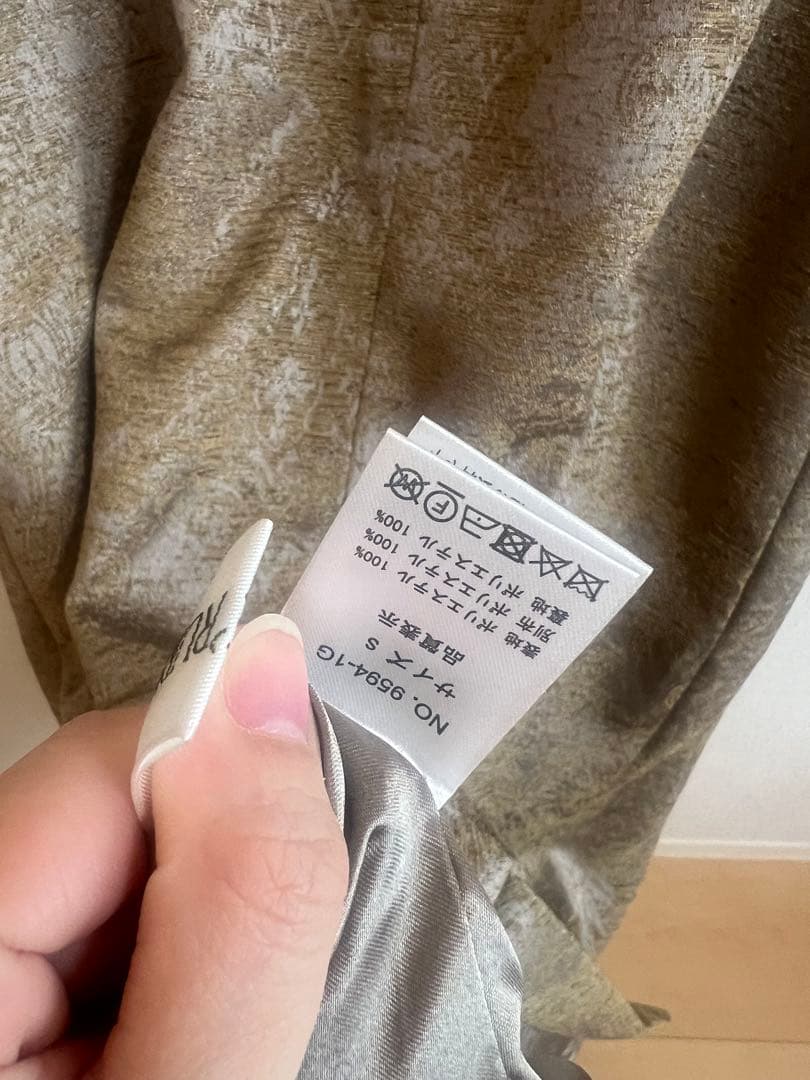 NO. 9594-1G
サイズ S
品質表示
表地 ポリエステル 100%
別布 ポリエステル 100%
裏地 ポリエステル 100%
F
W